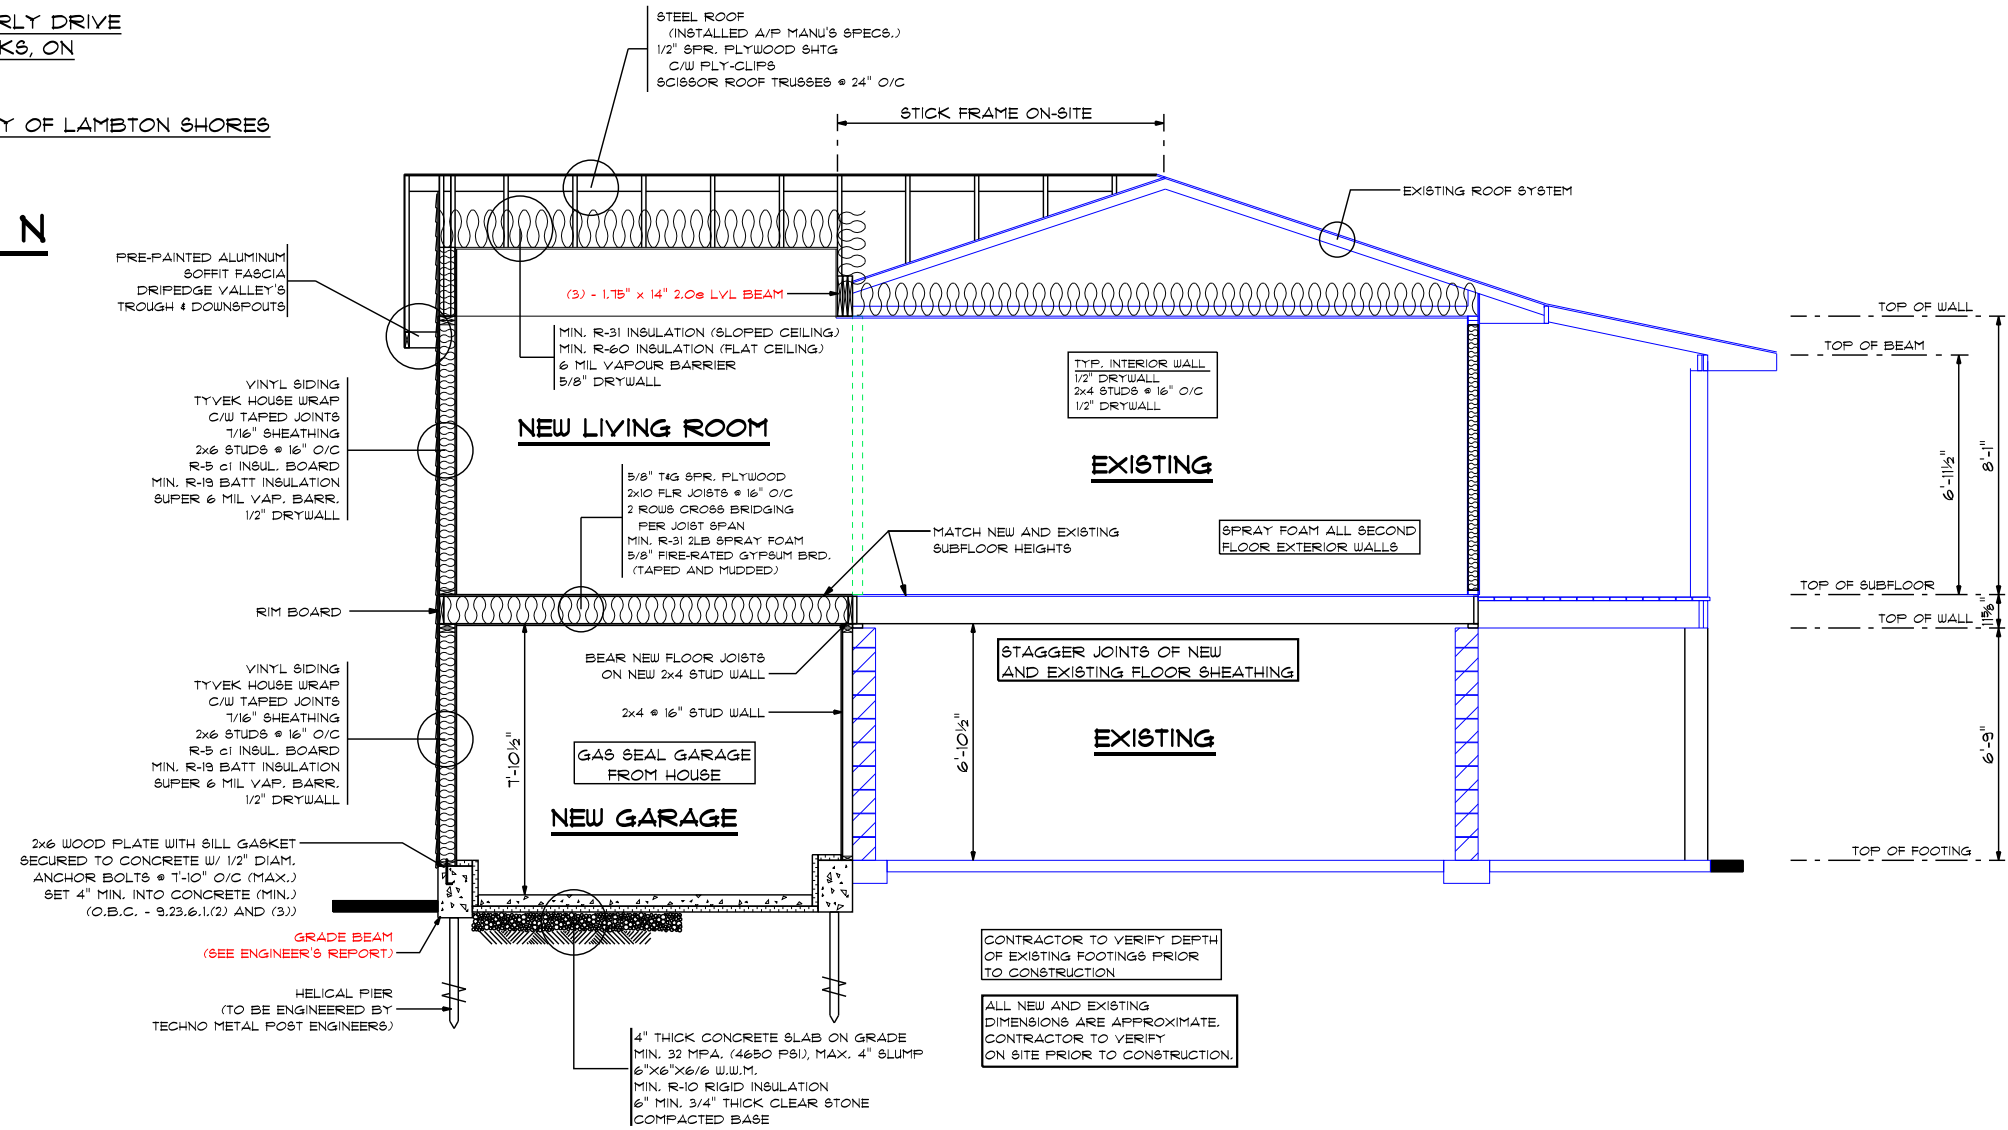 RLY DRIVE
KS, ON
Y OF LAMBTON SHORES
N
STEEL ROOF
(INSTALLED A/P MANU'S SPECS.)
1/2" SPR. PLYWOOD SHTG
C/W PLY-CLIPS
SCISSOR ROOF TRUSSES @ 24" O/C
STICK FRAME ON-SITE
EXISTING ROOF SYSTEM
PRE-PAINTED ALUMINUM
SOFFIT FASCIA
DRIPEDGE VALLEY'S
TROUGH & DOWNSPOUTS
(3) - 1.75" x 14" 2.0e LVL BEAM
MIN. R-31 INSULATION (SLOPED CEILING)
MIN. R-60 INSULATION (FLAT CEILING)
6 MIL VAPOUR BARRIER
5/8" DRYWALL
TYP. INTERIOR WALL
1/2" DRYWALL
2x4 STUDS @ 16" O/C
1/2" DRYWALL
TOP OF WALL
TOP OF BEAM
VINYL SIDING
TYVEK HOUSE WRAP
C/W TAPED JOINTS
7/16" SHEATHING
2x6 STUDS @ 16" O/C
R-5 ci INSUL. BOARD
MIN. R-19 BATT INSULATION
SUPER 6 MIL VAP. BARR.
1/2" DRYWALL
NEW LIVING ROOM
EXISTING
5/8" T&G SPR. PLYWOOD
2x10 FLR JOISTS @ 16" O/C
2 ROWS CROSS BRIDGING
PER JOIST SPAN
MIN. R-31 2LB SPRAY FOAM
5/8" FIRE-RATED GYPSUM BRD.
(TAPED AND MUDDED)
MATCH NEW AND EXISTING
SUBFLOOR HEIGHTS
SPRAY FOAM ALL SECOND
FLOOR EXTERIOR WALLS
6'-11½"
8'-1"
TOP OF SUBFLOOR
11⅝"
TOP OF WALL
RIM BOARD
BEAR NEW FLOOR JOISTS
ON NEW 2x4 STUD WALL
2x4 @ 16" STUD WALL
STAGGER JOINTS OF NEW
AND EXISTING FLOOR SHEATHING
VINYL SIDING
TYVEK HOUSE WRAP
C/W TAPED JOINTS
7/16" SHEATHING
2x6 STUDS @ 16" O/C
R-5 ci INSUL. BOARD
MIN. R-19 BATT INSULATION
SUPER 6 MIL VAP. BARR.
1/2" DRYWALL
7'-10½"
GAS SEAL GARAGE
FROM HOUSE
NEW GARAGE
6'-10½"
EXISTING
6'-9"
TOP OF FOOTING
2x6 WOOD PLATE WITH SILL GASKET
SECURED TO CONCRETE W/ 1/2" DIAM.
ANCHOR BOLTS @ 7'-10" O/C (MAX.)
SET 4" MIN. INTO CONCRETE (MIN.)
(O.B.C. - 9.23.6.1.(2) AND (3))
GRADE BEAM
(SEE ENGINEER'S REPORT)
HELICAL PIER
(TO BE ENGINEERED BY
TECHNO METAL POST ENGINEERS)
4" THICK CONCRETE SLAB ON GRADE
MIN. 32 MPA. (4650 PSI), MAX. 4" SLUMP
6"X6"X6/6 W.W.M.
MIN. R-10 RIGID INSULATION
6" MIN. 3/4" THICK CLEAR STONE
COMPACTED BASE
CONTRACTOR TO VERIFY DEPTH
OF EXISTING FOOTINGS PRIOR
TO CONSTRUCTION
ALL NEW AND EXISTING
DIMENSIONS ARE APPROXIMATE.
CONTRACTOR TO VERIFY
ON SITE PRIOR TO CONSTRUCTION.